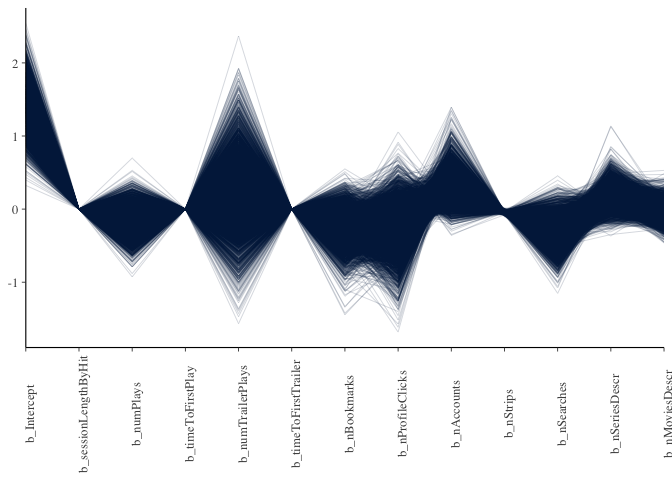 2
1
0
-1
b_Intercept
b_sessionLengthByHit
b_numPlays
b_timeToFirstPlay
b_numTrailerPlays
b_timeToFirstTrailer
b_nBookmarks
b_nProfileClicks
b_nAccounts
b_nStrips
b_nSearches
b_nSeriesDescr
b_nMoviesDescr